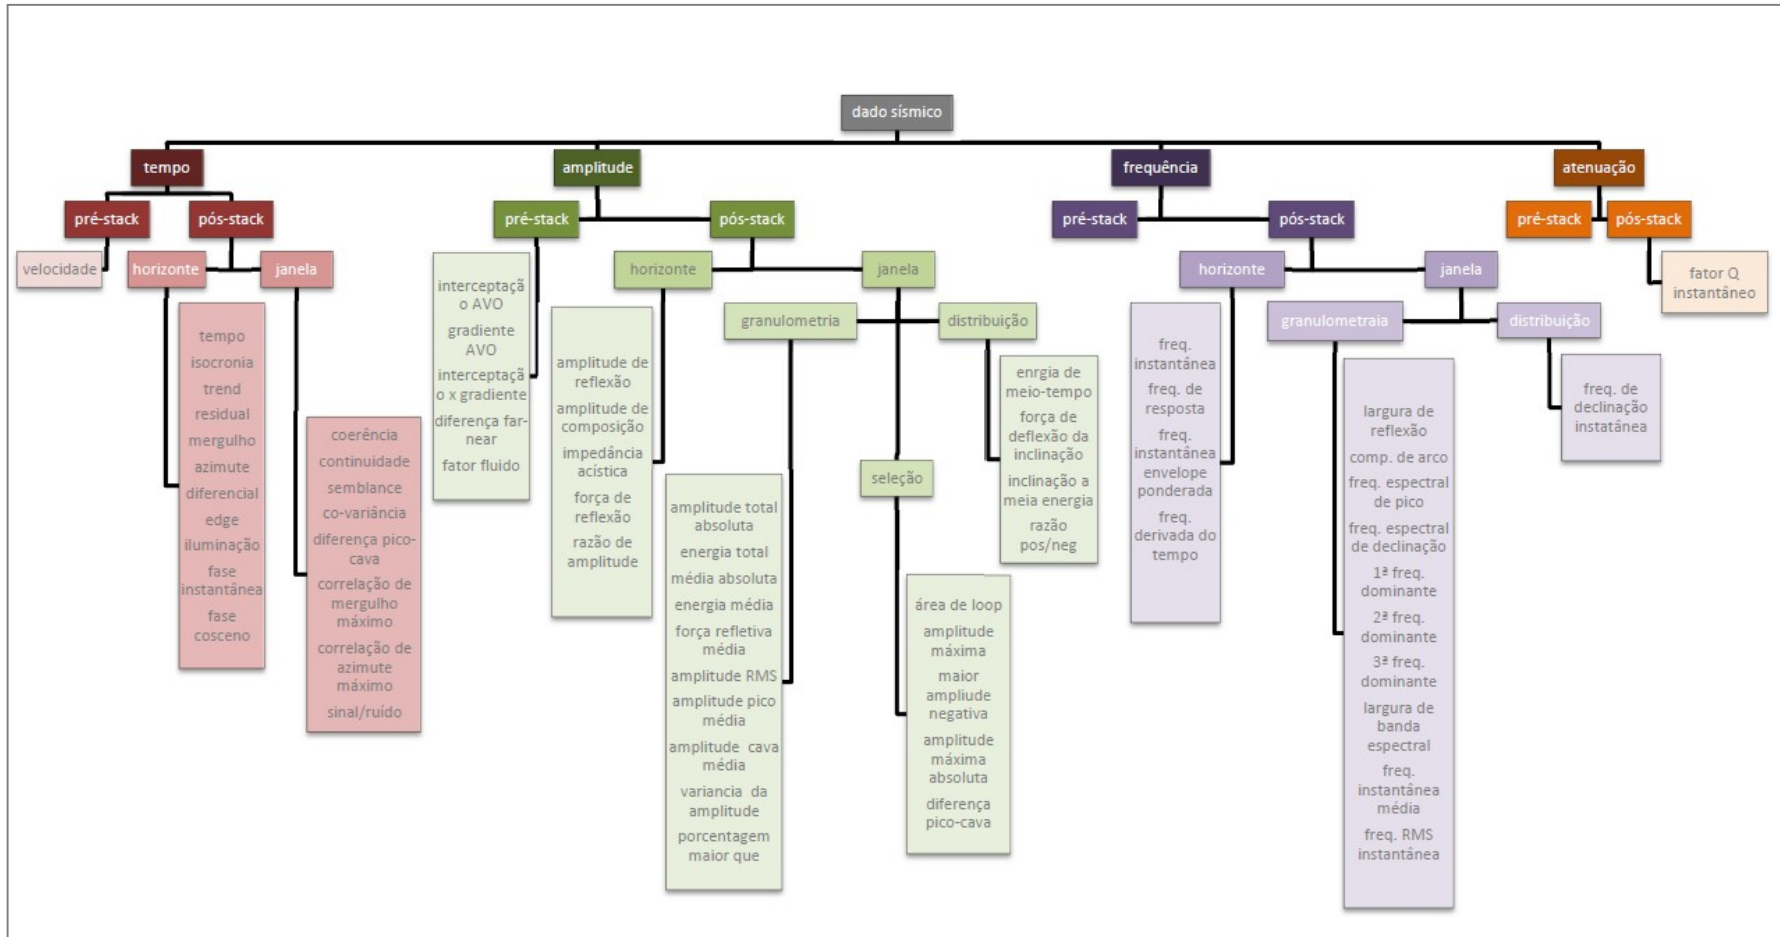 dado sísmico
tempo
amplitude
frequência
atenuação
pré-stack
pós-stack
pré-stack
pós-stack
pré-stack
pós-stack
pré-stack
pós-stack
velocidade
horizonte
janela
tempo
isocronia
trend
residual
mergulho
azimute
diferencial
edge
iluminação
fase
instantânea
fase
cosceno
coerência
continuidade
semblance
co-variância
diferença pico-
cava
correlação de
mergulho
máximo
correlação de
azimute
máximo
sinal/ruído
interceptaçã
o AVO
gradiente
AVO
interceptaçã
o x gradiente
diferença far-
near
fator fluido
horizonte
janela
amplitude de
reflexão
amplitude de
composição
impedância
acística
força de
reflexão
razão de
amplitude
granulometria
distribuição
seleção
amplitude total
absoluta
energia total
média absoluta
energia média
força refletiva
média
amplitude RMS
amplitude pico
média
amplitude cava
média
variancia da
amplitude
porcentagem
maior que
área de loop
amplitude
máxima
maior
ampliude
negativa
amplitude
máxima
absoluta
diferença
pico-cava
enrgia de
meio-tempo
força de
deflexão da
inclinação
inclinação a
meia energia
razão
pos/neg
horizonte
janela
freq.
instantânea
freq. de
resposta
freq.
instantânea
envelope
ponderada
freq.
derivada do
tempo
granulometraia
distribuição
largura de
reflexão
comp. de arco
freq. espectral
de pico
freq. espectral
de declinação
1ª freq.
dominante
2ª freq.
dominante
3ª freq.
dominante
largura de
banda
espectral
freq.
instantânea
média
freq. RMS
instantânea
freq. de
declinação
instatânea
fator Q
instantâneo